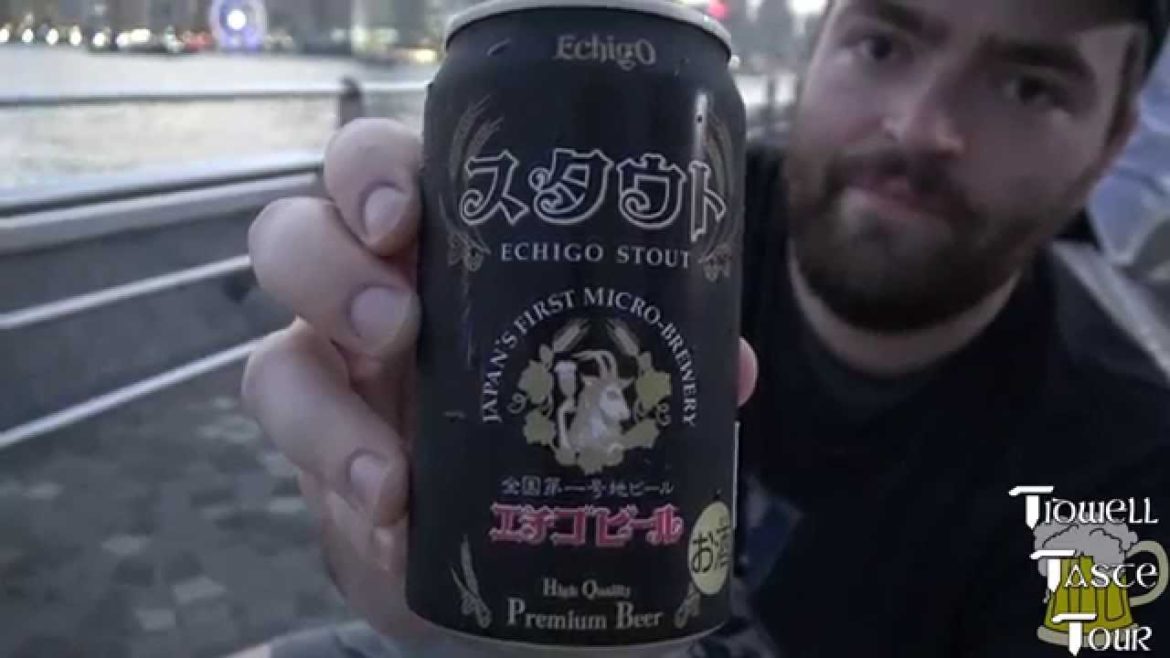 Echigo
スタウト
ECHIGO STOUT
JAPAN'S FIRST MICRO-BREWERY
全国第一号地ビール
エチゴビール
お酒
High Quality
Premium Beer
Tidwell
Taste
Tour